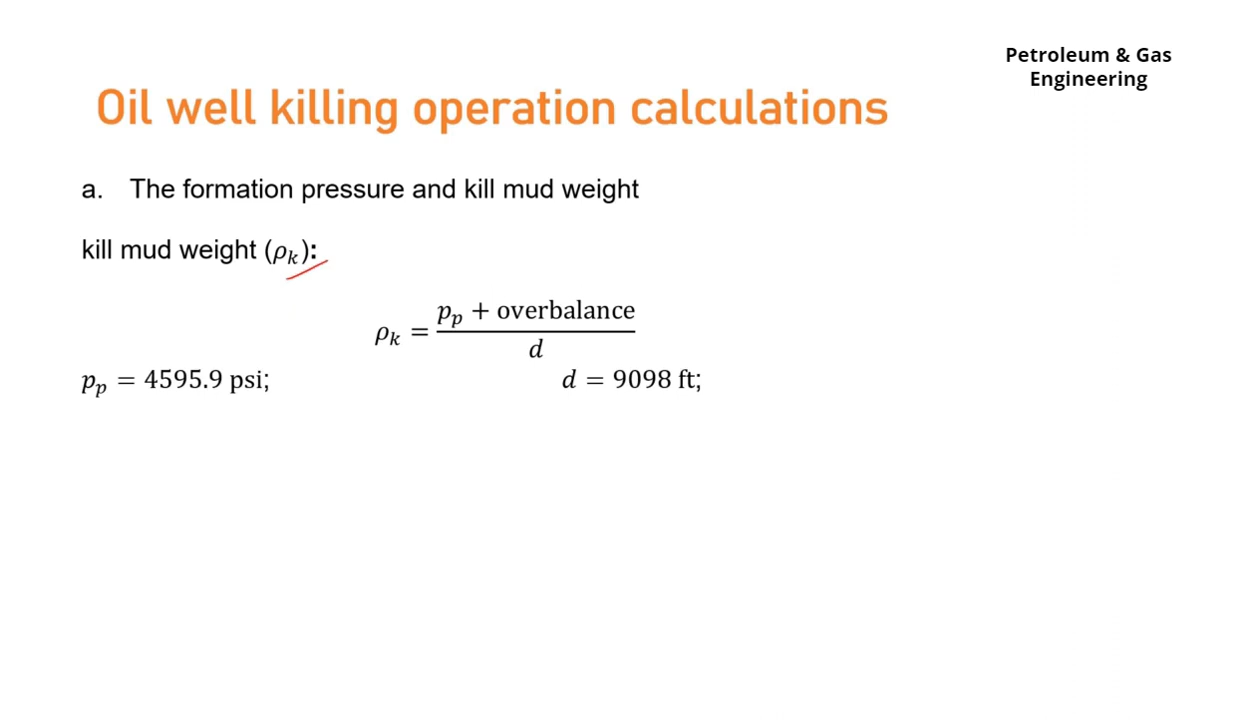 Petroleum & Gas
Engineering
Oil well killing operation calculations
a. The formation pressure and kill mud weight
kill mud weight (ρₖ):
ρₖ = (pₚ + overbalance) / d
pₚ = 4595.9 psi; d = 9098 ft;